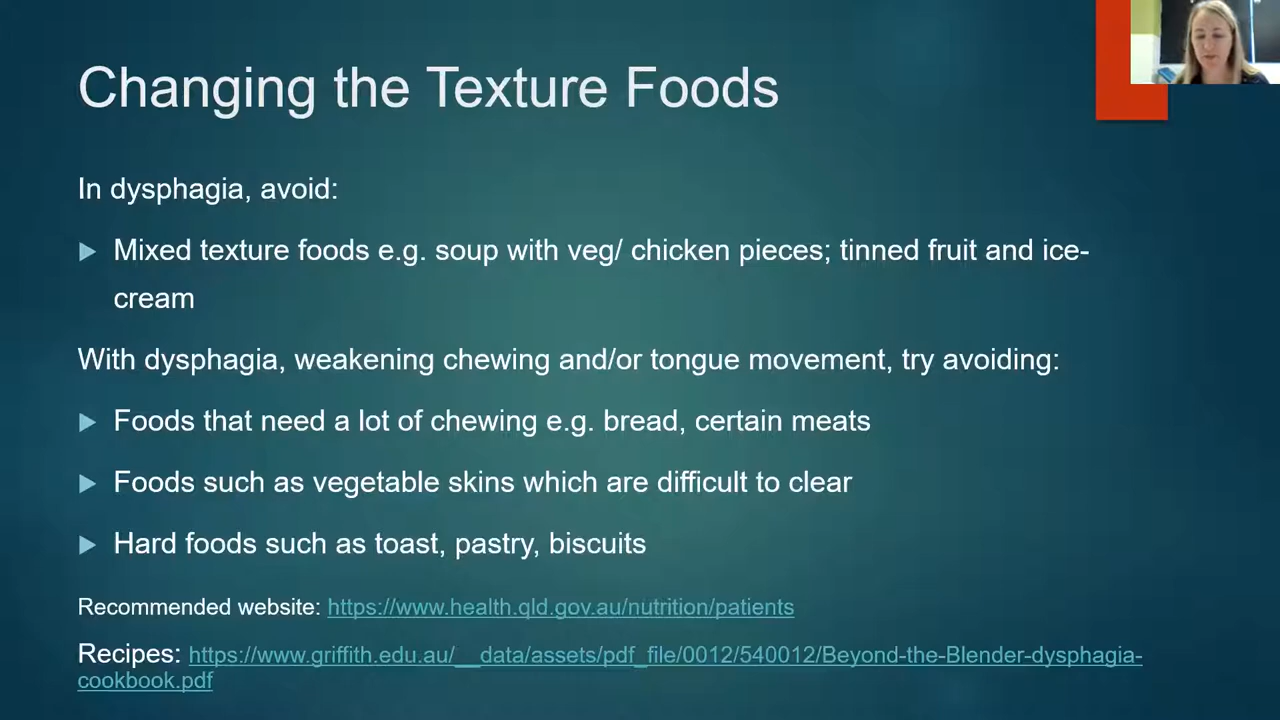 Changing the Texture Foods
In dysphagia, avoid:
Mixed texture foods e.g. soup with veg/ chicken pieces; tinned fruit and ice-
cream
With dysphagia, weakening chewing and/or tongue movement, try avoiding:
Foods that need a lot of chewing e.g. bread, certain meats
Foods such as vegetable skins which are difficult to clear
Hard foods such as toast, pastry, biscuits
Recommended website: https://www.health.qld.gov.au/nutrition/patients
Recipes: https://www.griffith.edu.au/__data/assets/pdf_file/0012/540012/Beyond-the-Blender-dysphagia-
cookbook.pdf